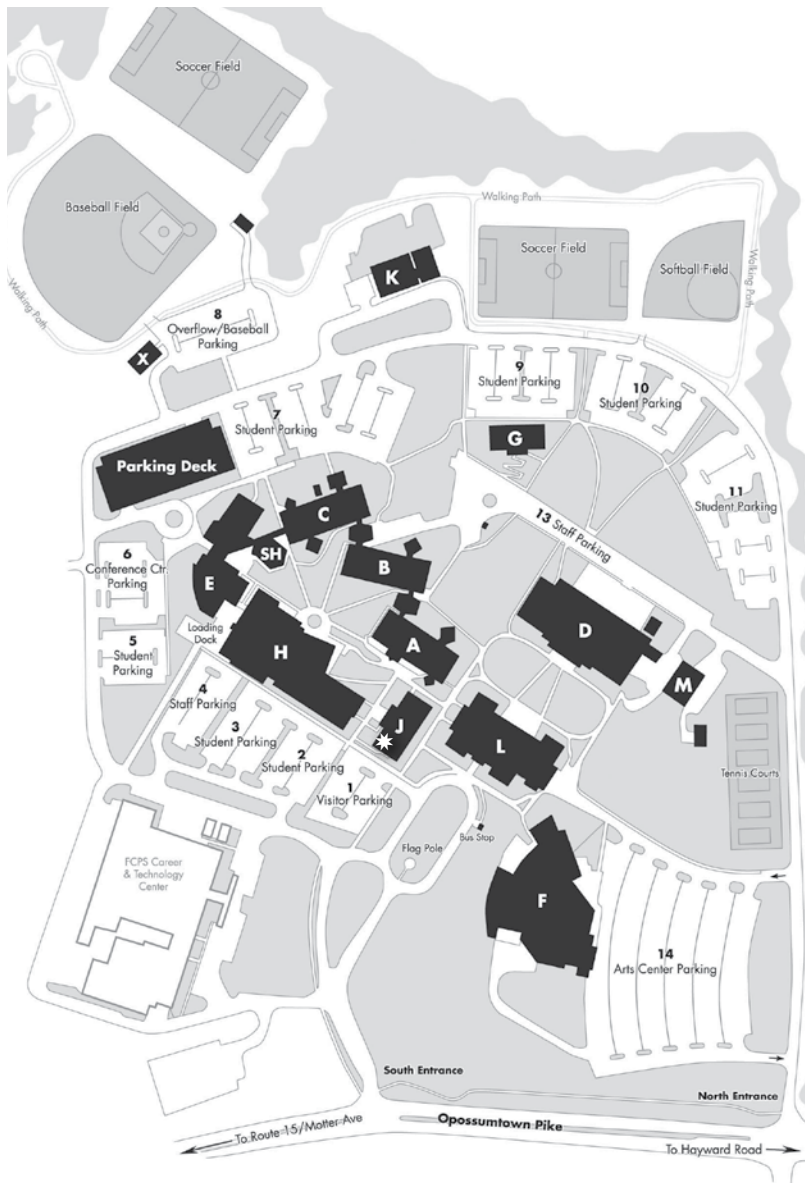 Soccer Field
Baseball Field
Walking Path
Walking Path
K
Soccer Field
Softball Field
Walking Path
8
Overflow/Baseball
Parking
X
9
Student Parking
10
Student Parking
7
Student Parking
G
Parking Deck
11
Student Parking
C
13 Staff Parking
SH
6
Conference Ctr.
Parking
B
E
Loading
Dock
5
Student
Parking
H
A
D
M
4
Staff Parking
3
Student Parking
2
Student Parking
1
Visitor Parking
J
L
Tennis Courts
Bus Stop
Flag Pole
FCPS Career
& Technology
Center
F
14
Arts Center Parking
South Entrance
North Entrance
Opossumtown Pike
To Route 15/Motter Ave
To Hayward Road